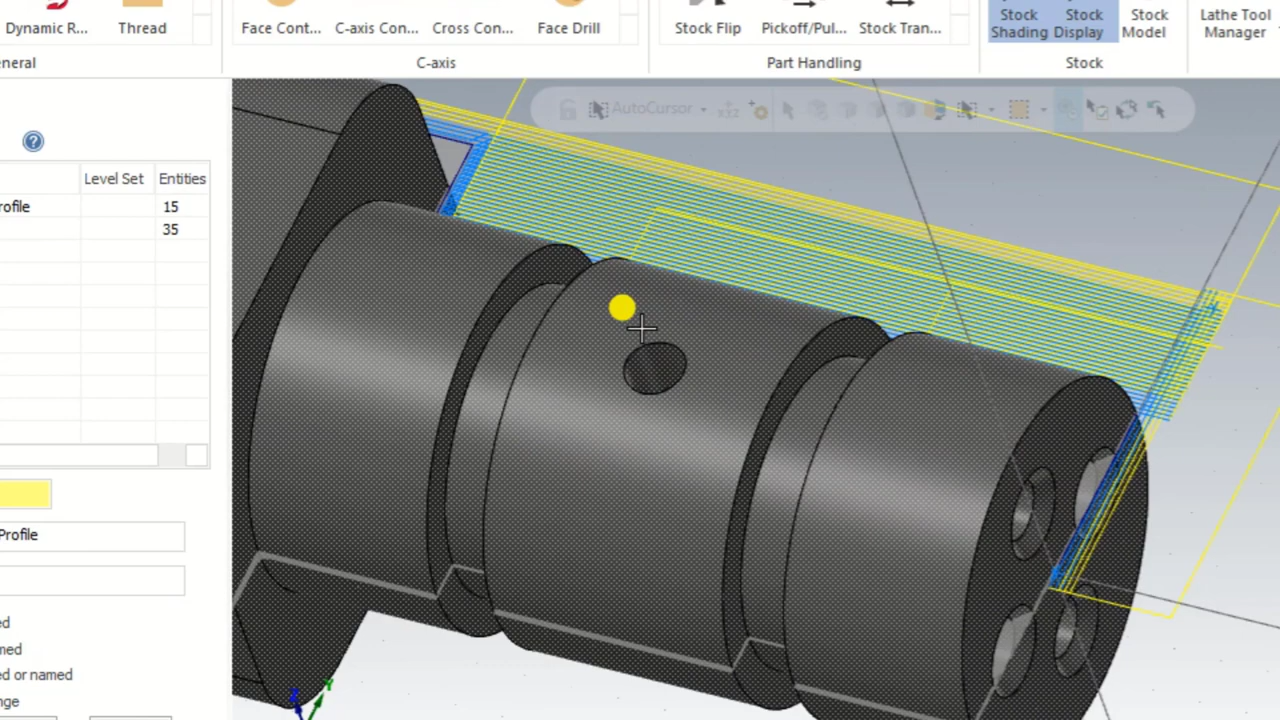 Dynamic R... Thread Face Cont... C-axis Con... Cross Con... Face Drill Stock Flip Pickoff/Pul... Stock Tran... Stock Shading Stock Display Stock Model Lathe Tool Manager
eneral C-axis Part Handling Stock
AutoCursor
Level Set Entities
rofile 15
35
Profile
ed
med
ed or named
nge
Z Y